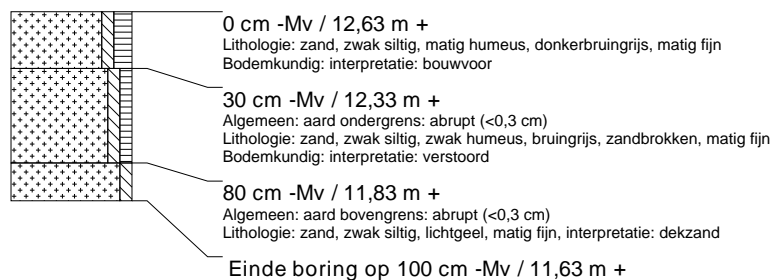 0 cm -Mv / 12,63 m +
Lithologie: zand, zwak siltig, matig humeus, donkerbruingrijs, matig fijn
Bodemkundig: interpretatie: bouwvoor
30 cm -Mv / 12,33 m +
Algemeen: aard ondergrens: abrupt (<0,3 cm)
Lithologie: zand, zwak siltig, zwak humeus, bruingrijs, zandbrokken, matig fijn
Bodemkundig: interpretatie: verstoord
80 cm -Mv / 11,83 m +
Algemeen: aard bovengrens: abrupt (<0,3 cm)
Lithologie: zand, zwak siltig, lichtgeel, matig fijn, interpretatie: dekzand
Einde boring op 100 cm -Mv / 11,63 m +